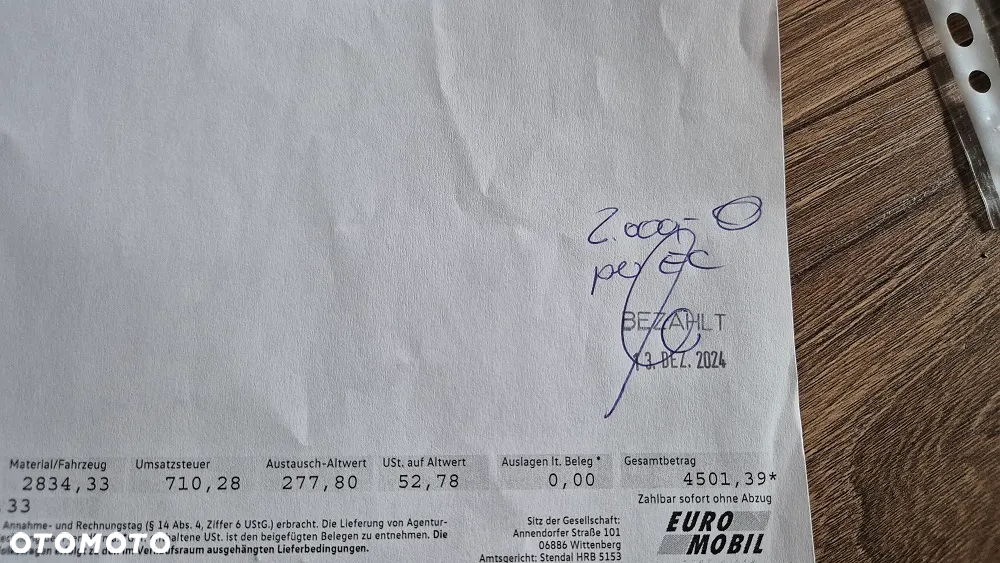 2.000,-
per EC
BEZAHLT
13. DEZ. 2024
Material/Fahrzeug Umsatzsteuer Austausch-Altwert USt. auf Altwert Auslagen lt. Beleg * Gesamtbetrag
2834,33 710,28 277,80 52,78 0,00 4501,39*
33
Zahlbar sofort ohne Abzug
Annahme- und Rechnungstag (§ 14 Abs. 4, Ziffer 6 UStG.) erbracht. Die Lieferung von Agentur-
haltene USt. ist den beigefügten Belegen zu entnehmen. Die
ausgehängten Lieferbedingungen.
Sitz der Gesellschaft:
Annendorfer Straße 101
06886 Wittenberg
Amtsgericht: Stendal HRB 5153
EURO
MOBIL
OTOMOTO